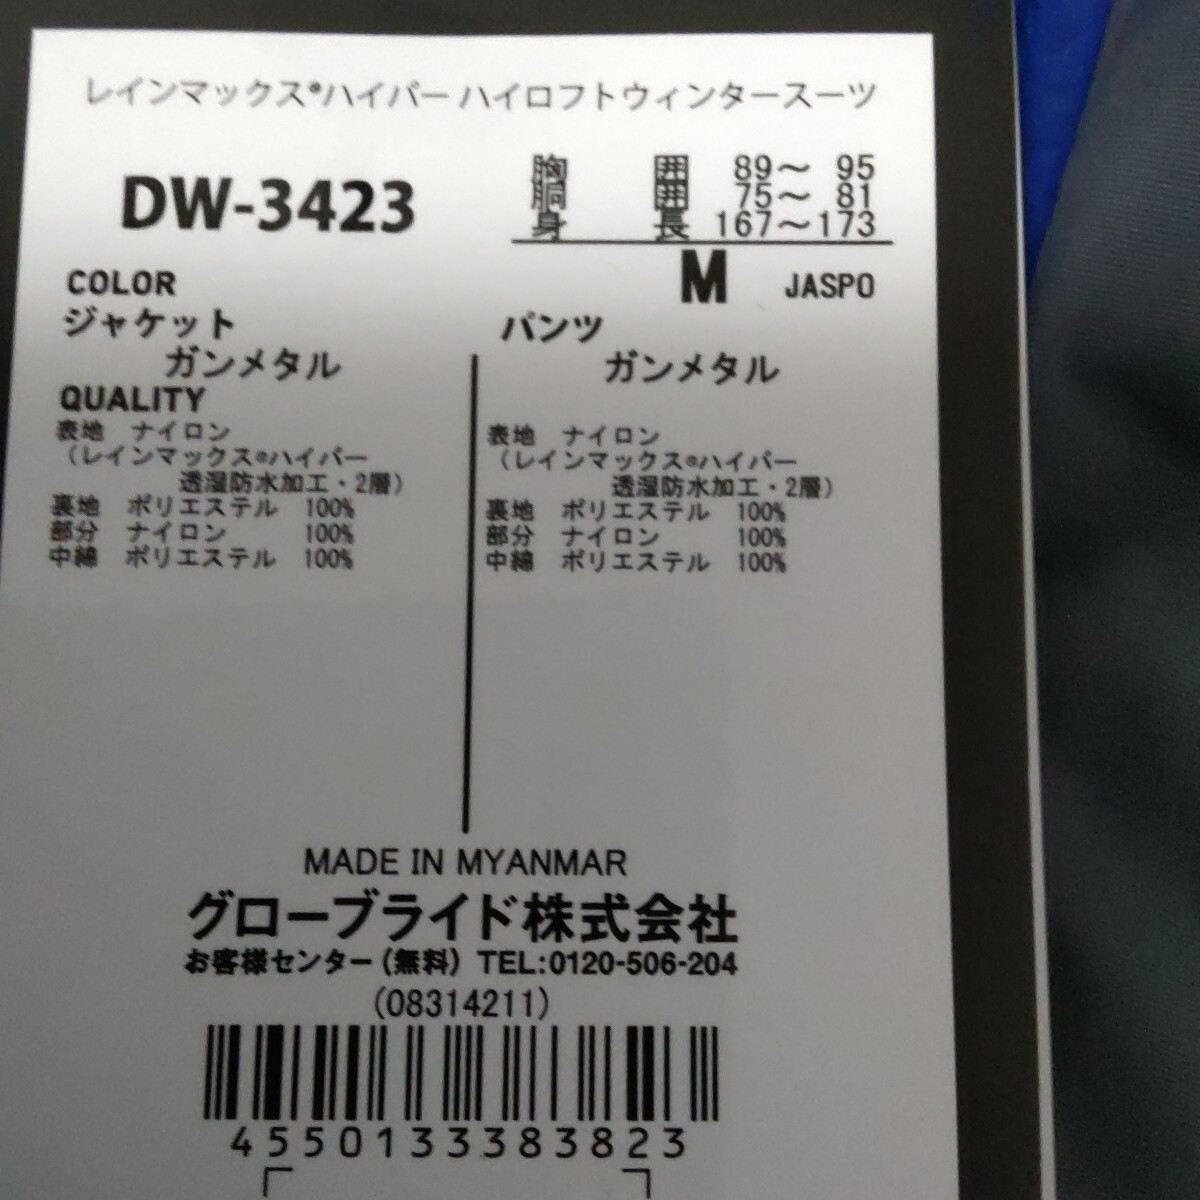 レインマックス®ハイパー ハイロフトウィンタースーツ
DW-3423
胸囲 89～ 95
胴囲 75～ 81
身長 167～173
M JASPO
COLOR
ジャケット
ガンメタル
パンツ
ガンメタル
QUALITY
表地 ナイロン
（レインマックス®ハイパー
透湿防水加工・2層）
裏地 ポリエステル 100%
部分 ナイロン 100%
中綿 ポリエステル 100%
表地 ナイロン
（レインマックス®ハイパー
透湿防水加工・2層）
裏地 ポリエステル 100%
部分 ナイロン 100%
中綿 ポリエステル 100%
MADE IN MYANMAR
グローブライド株式会社
お客様センター（無料）TEL:0120-506-204
(08314211)
4550133383823